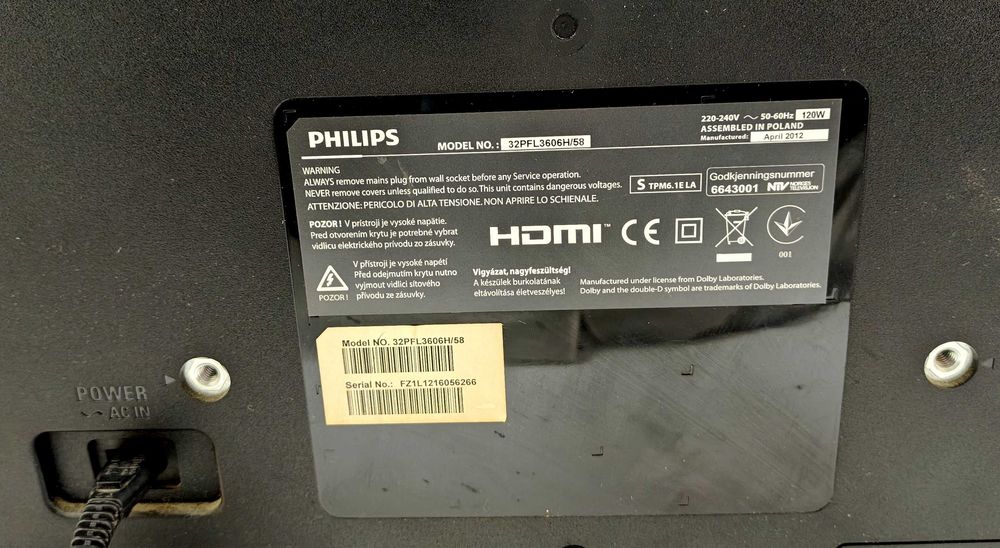 PHILIPS
MODEL NO. : 32PFL3606H/58
220-240V ～ 50-60Hz 120W
ASSEMBLED IN POLAND
Manufactured: April 2012
WARNING
ALWAYS remove mains plug from wall socket before any Service operation.
NEVER remove covers unless qualified to do so. This unit contains dangerous voltages.
ATTENZIONE: PERICOLO DI ALTA TENSIONE. NON APRIRE LO SCHIENALE.
S TPM6.1E LA
Godkjenningsnummer
6643001 NTV NORGES
TELEVISJON
POZOR ! V prístroji je vysoké napätie.
Pred otvorením krytu je potrebné vybrat
vidlicu elektrického prívodu zo zásuvky.
HDMI™ CE
001
V přístroji je vysoké napětí
Před odejmutím krytu nutno
vyjmout vidlici síťového
přívodu ze zásuvky.
POZOR !
Vigyázat, nagyfeszültség!
A készülek burkolatának
eltávolítása életveszélyes!
Manufactured under license from Dolby Laboratories.
Dolby and the double-D symbol are trademarks of Dolby Laboratories.
Model NO. 32PFL3606H/58
Serial No.: FZ1L1216056266
POWER
～ AC IN